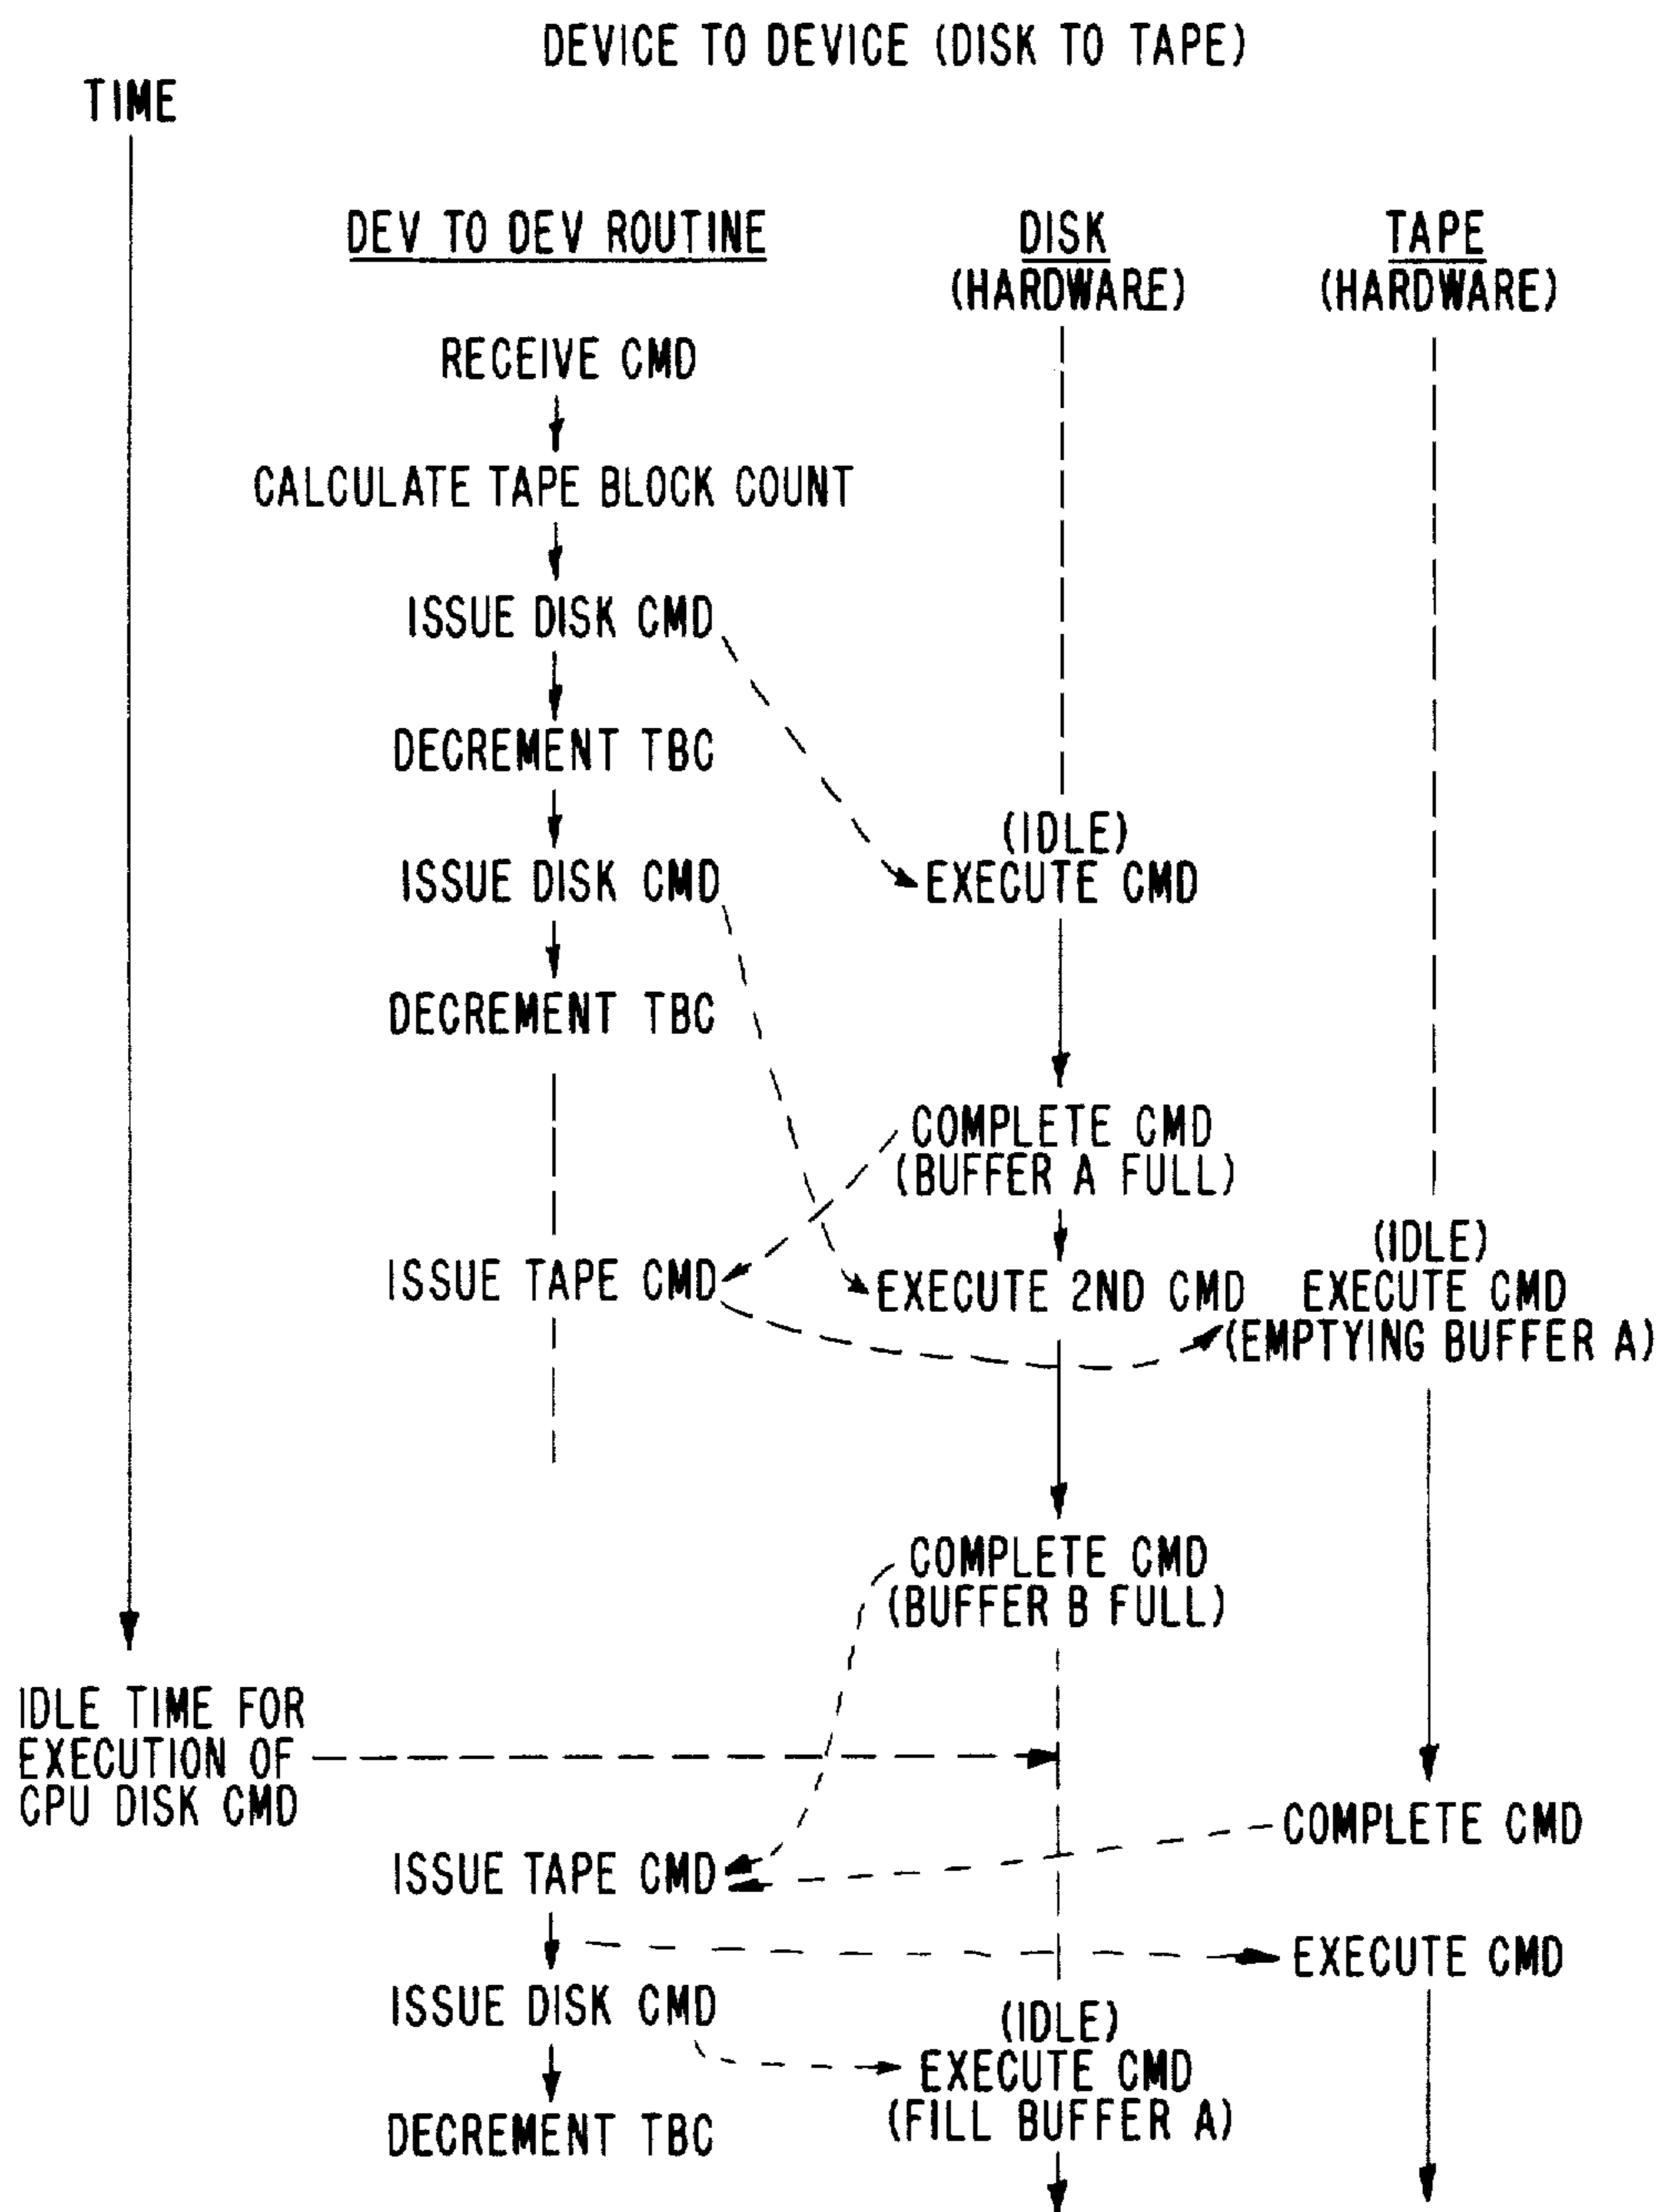 DEVICE TO DEVICE (DISK TO TAPE)
TIME
DEV TO DEV ROUTINE
DISK
(HARDWARE)
TAPE
(HARDWARE)
RECEIVE CMD
CALCULATE TAPE BLOCK COUNT
ISSUE DISK CMD
DECREMENT TBC
(IDLE)
EXECUTE CMD
ISSUE DISK CMD
DECREMENT TBC
COMPLETE CMD
(BUFFER A FULL)
ISSUE TAPE CMD
EXECUTE 2ND CMD
(IDLE)
EXECUTE CMD
(EMPTYING BUFFER A)
COMPLETE CMD
(BUFFER B FULL)
IDLE TIME FOR
EXECUTION OF
CPU DISK CMD
COMPLETE CMD
ISSUE TAPE CMD
EXECUTE CMD
ISSUE DISK CMD
(IDLE)
EXECUTE CMD
(FILL BUFFER A)
DECREMENT TBC